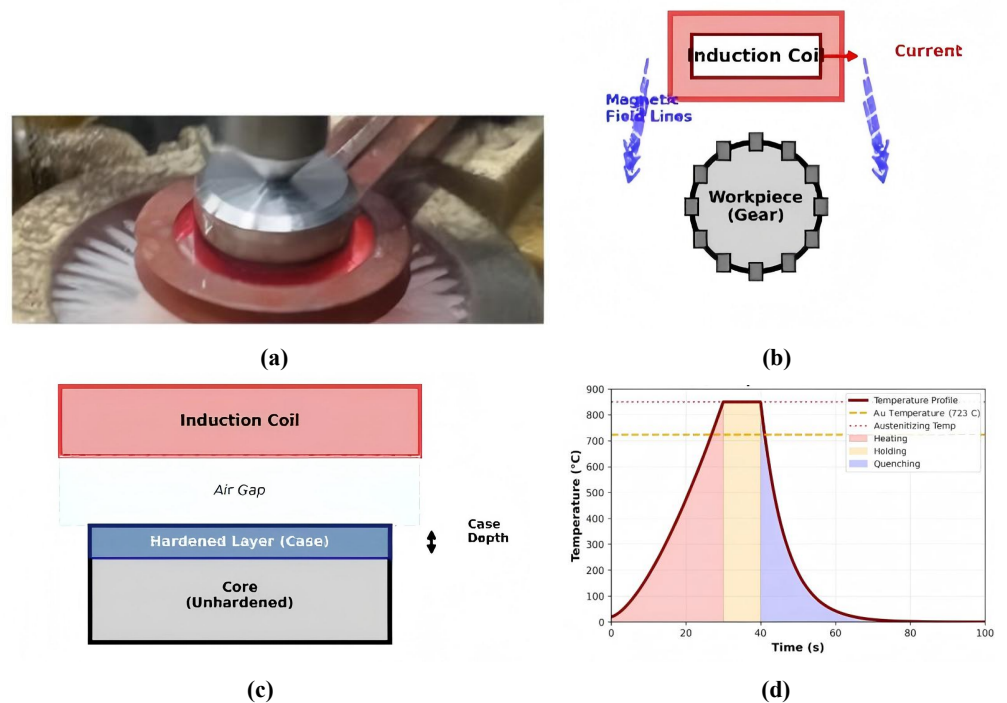 (a)
Induction Coil
Current
Magnetic
Field Lines
Workpiece
(Gear)
(b)
Induction Coil
Air Gap
Hardened Layer (Case)
Case
Depth
Core
(Unhardened)
(c)
900
800
700
600
500
400
300
200
100
0
Temperature (°C)
Temperature Profile
Au Temperature (723 C)
Austenitizing Temp
Heating
Holding
Quenching
0 20 40 60 80 100
Time (s)
(d)